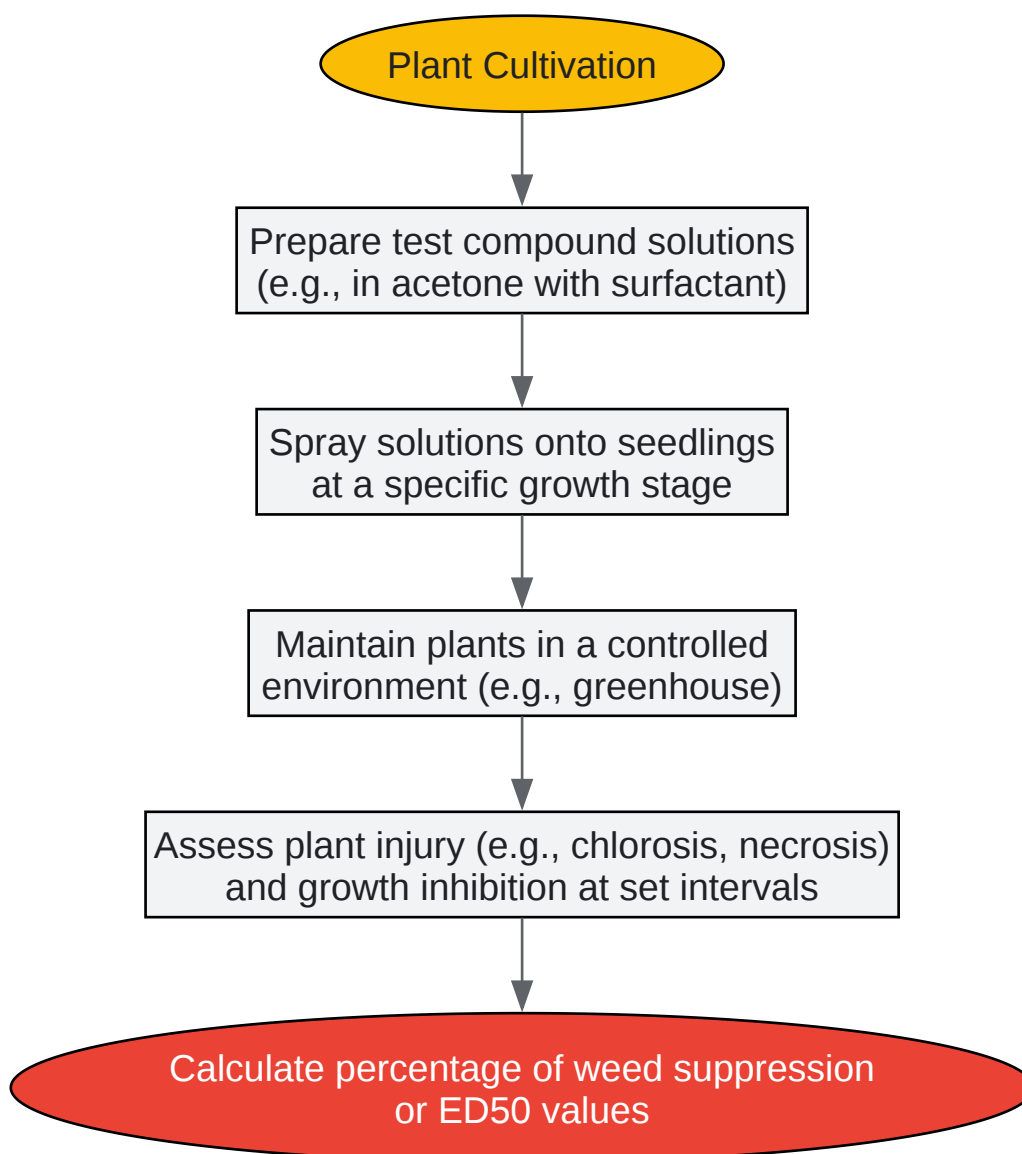 Plant Cultivation
Prepare test compound solutions
(e.g., in acetone with surfactant)
Spray solutions onto seedlings
at a specific growth stage
Maintain plants in a controlled
environment (e.g., greenhouse)
Assess plant injury (e.g., chlorosis, necrosis)
and growth inhibition at set intervals
Calculate percentage of weed suppression
or ED50 values